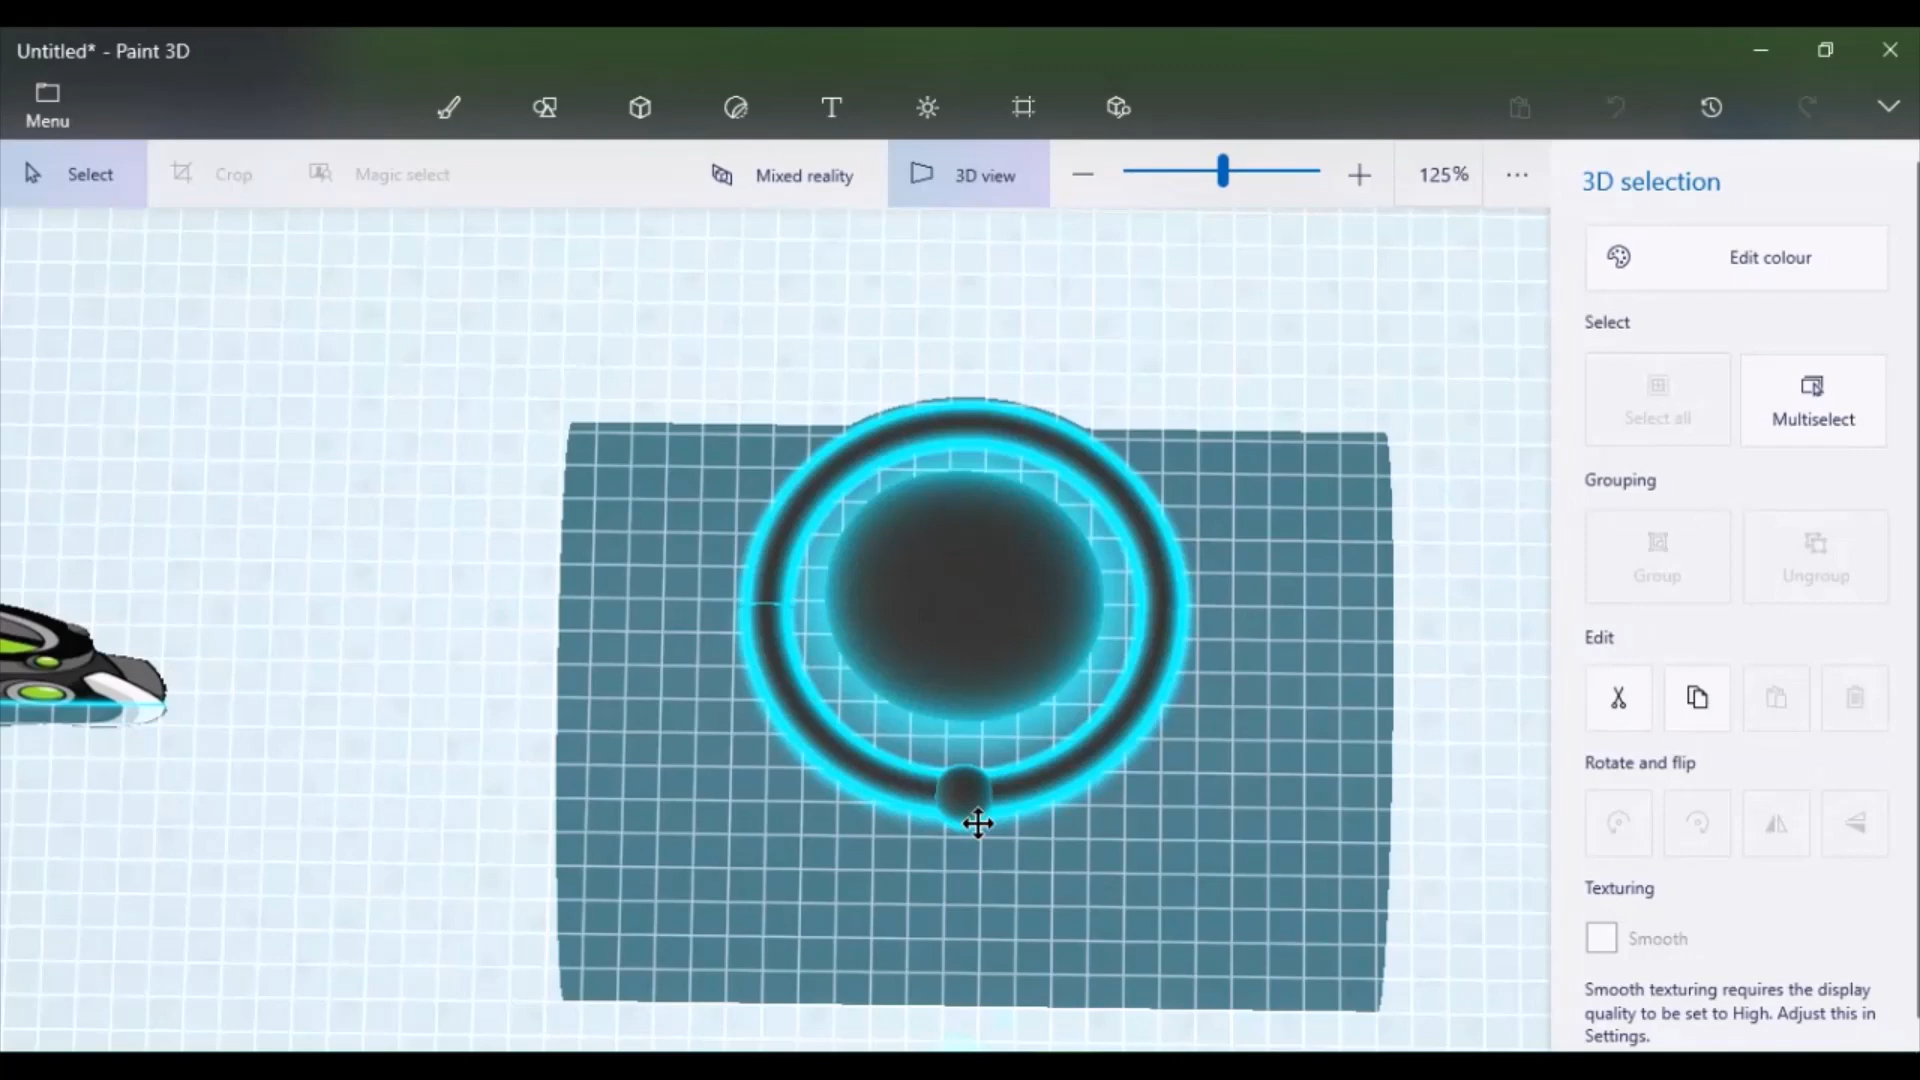 Untitled* - Paint 3D
Menu
Select
Crop
Magic select
Mixed reality
3D view
125%
3D selection
Edit colour
Select
Select all
Multiselect
Grouping
Group
Ungroup
Edit
Rotate and flip
Texturing
Smooth
Smooth texturing requires the display
quality to be set to High. Adjust this in
Settings.